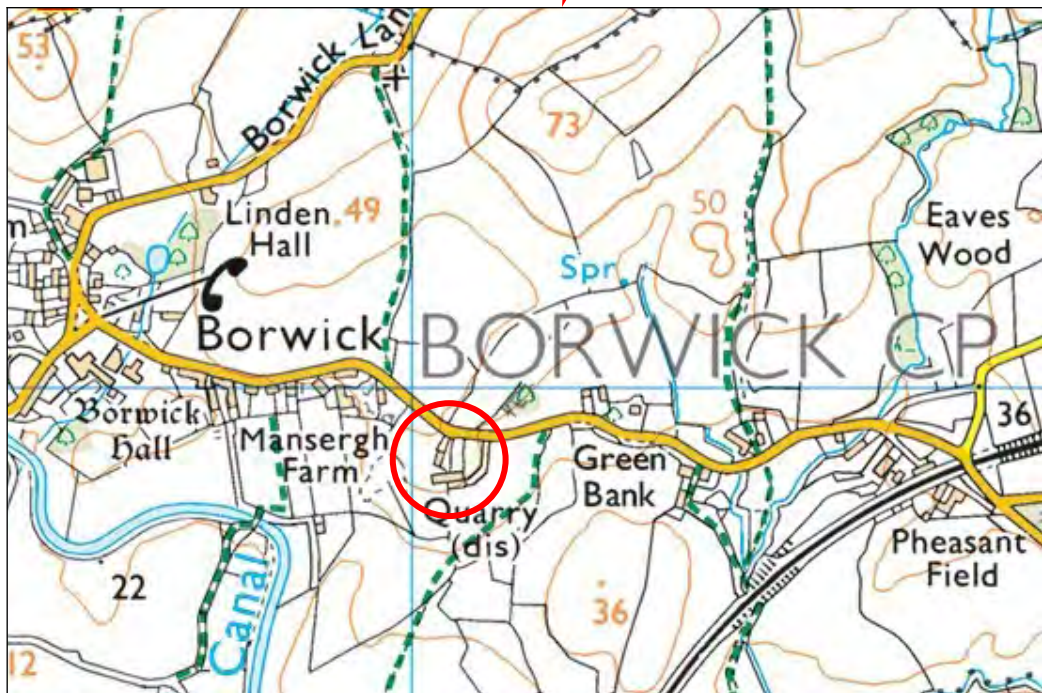 53
Borwick Lan
73
m
Linden
Hall
49
50
Eaves
Wood
Spr
Borwick
BORWICK CP
Borwick
Hall
Mansergh
Farm
Green
Bank
36
Quarry
(dis)
Pheasant
Field
22
Canal
36
12